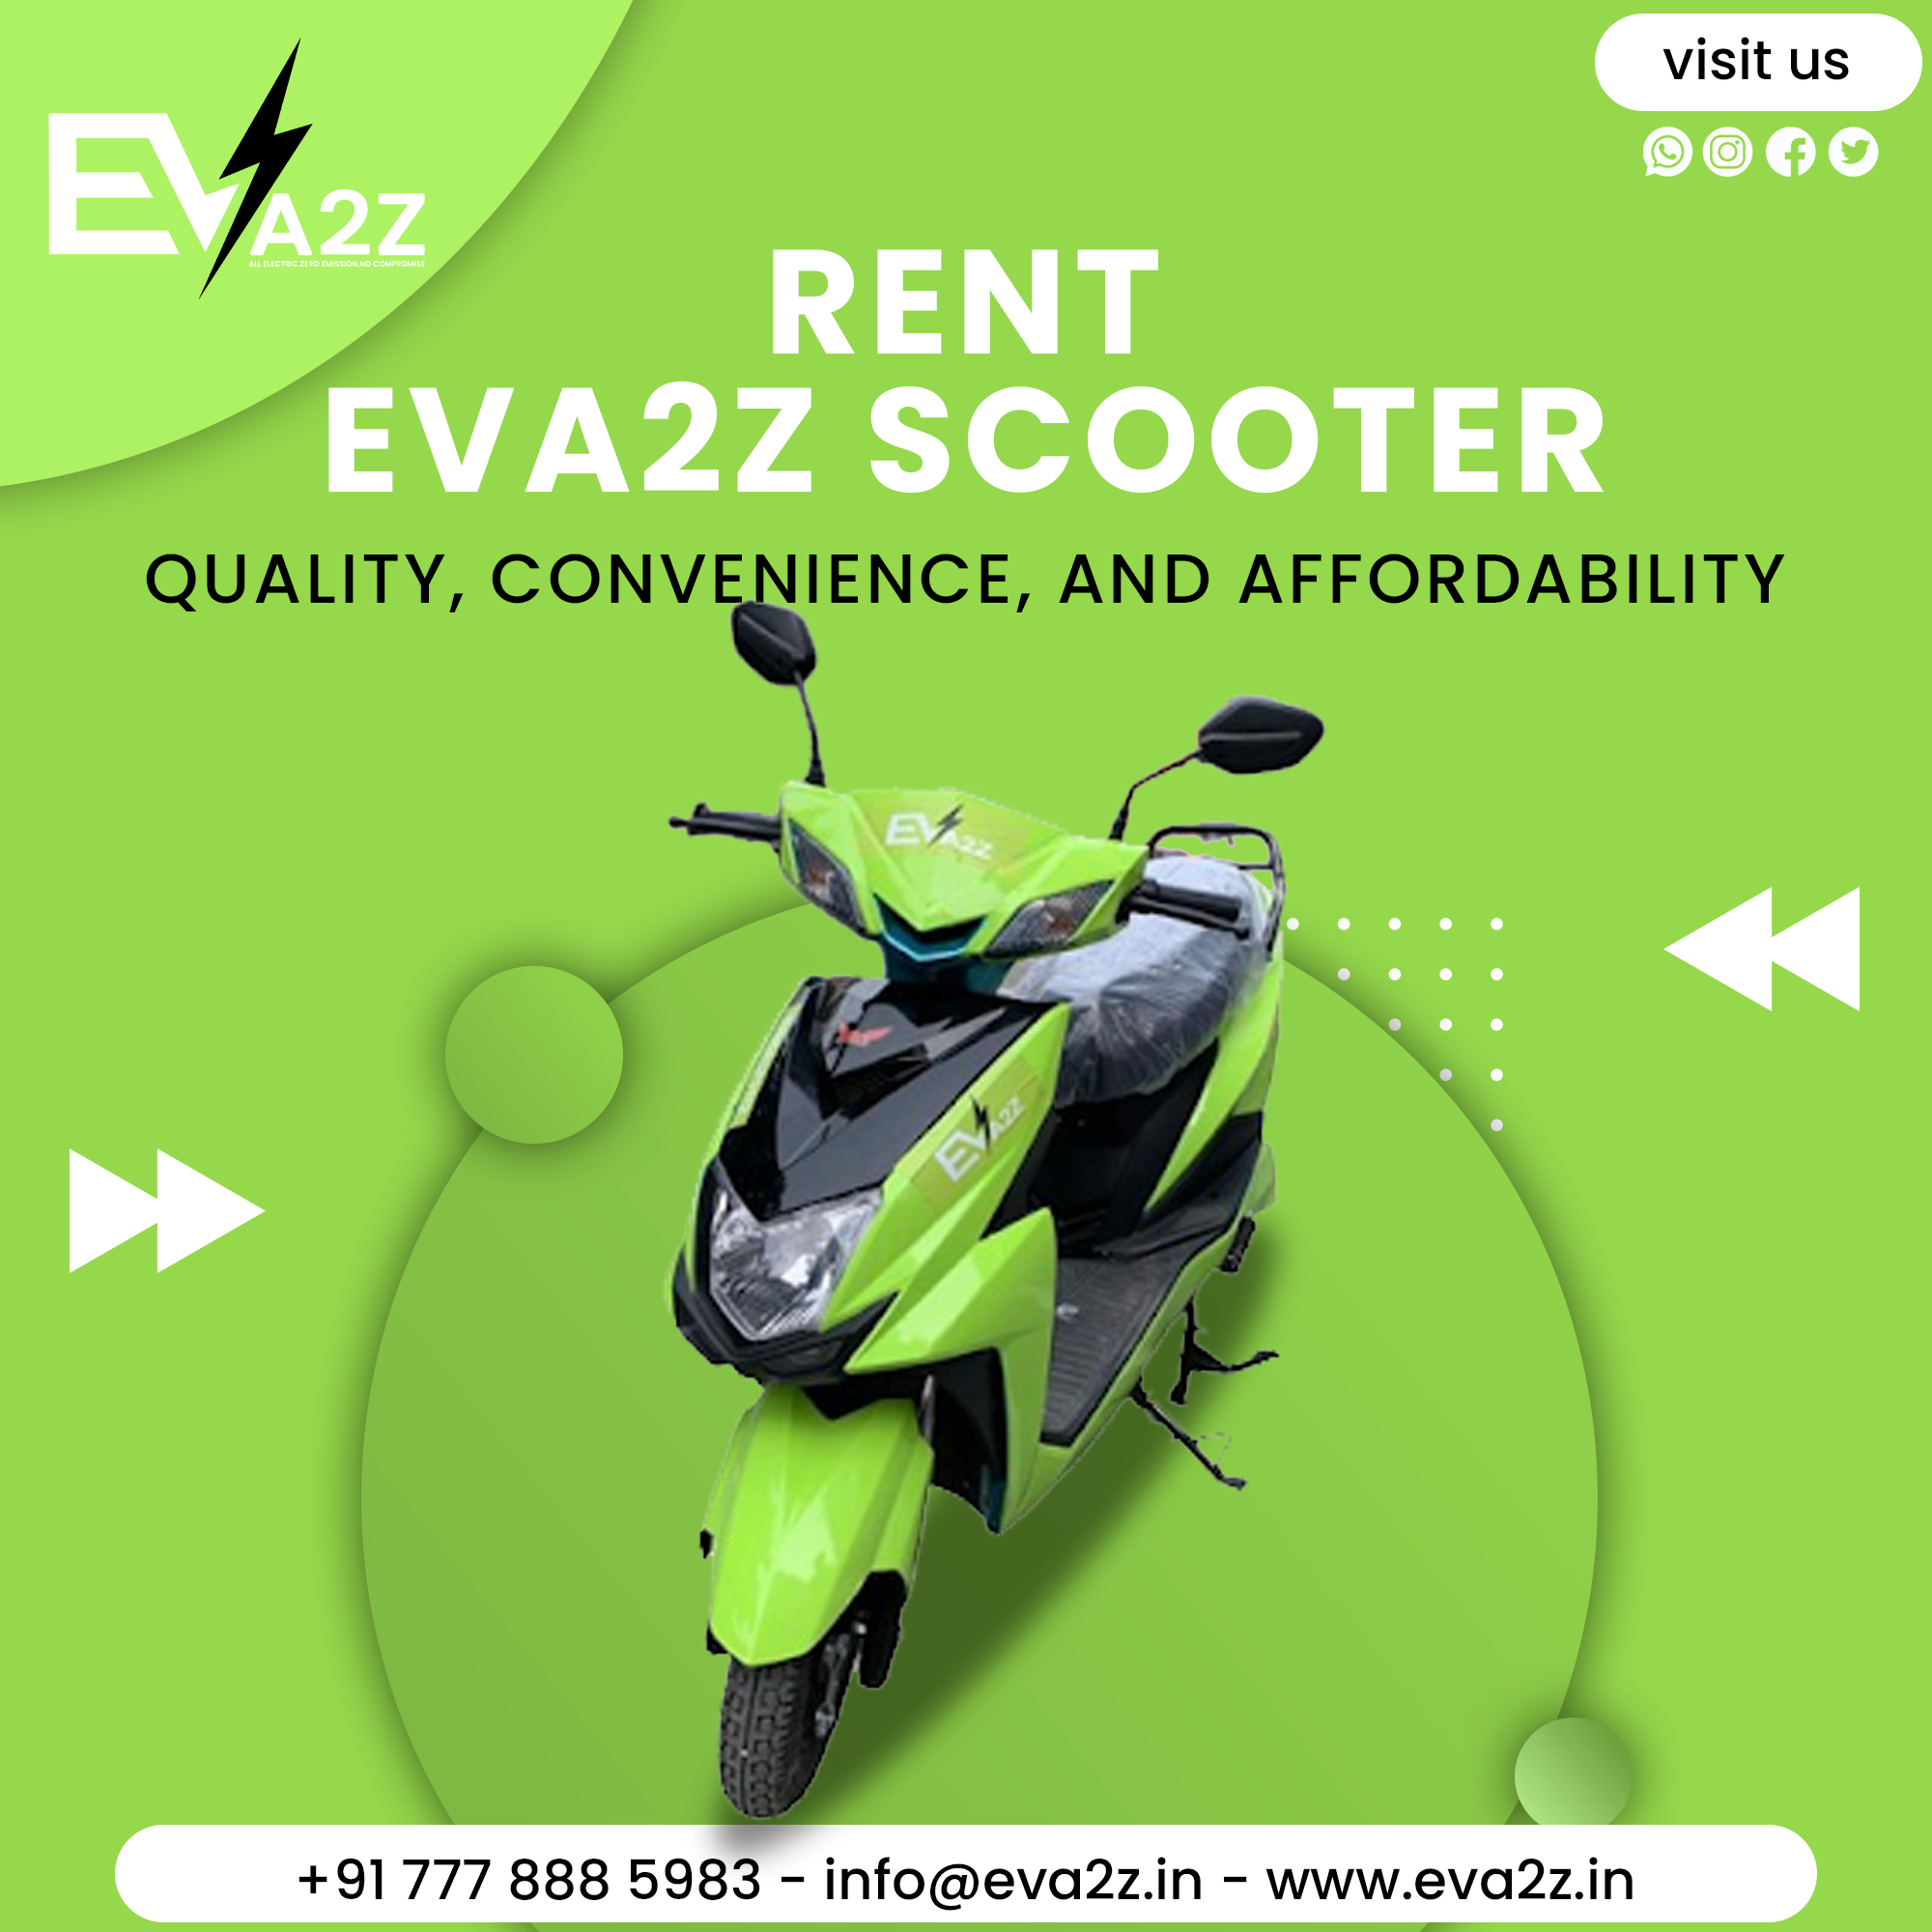 EVA2Z
ALL ELECTRIC.ZERO EMISSION.NO COMPROMISE
visit us
RENT
EVA2Z SCOOTER
QUALITY, CONVENIENCE, AND AFFORDABILITY
EVA2Z
EVA2Z
+91 777 888 5983 - info@eva2z.in - www.eva2z.in